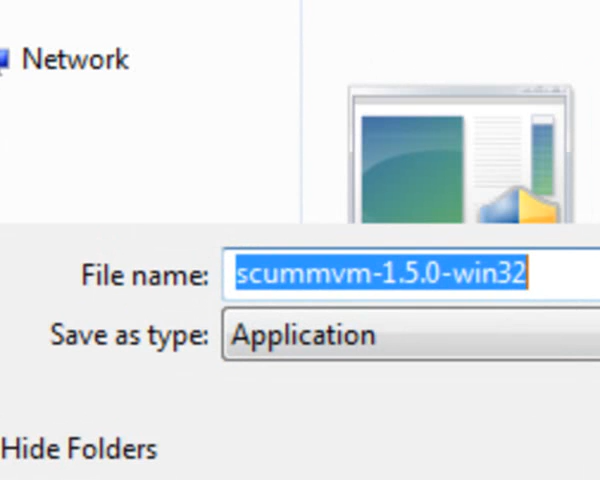 Network
File name: scummvm-1.5.0-win32
Save as type: Application
Hide Folders